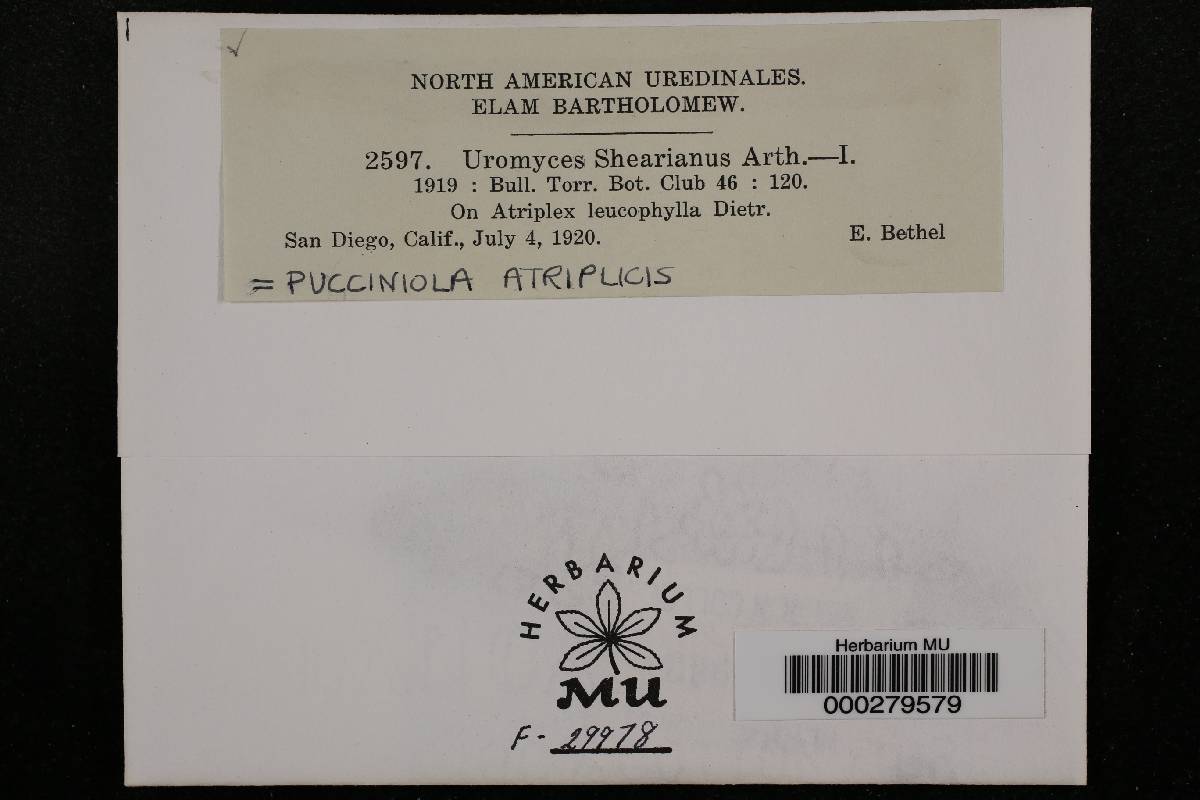 NORTH AMERICAN UREDINALES.
ELAM BARTHOLOMEW.
2597. Uromyces Shearianus Arth.—I.
1919 : Bull. Torr. Bot. Club 46 : 120.
On Atriplex leucophylla Dietr.
San Diego, Calif., July 4, 1920. E. Bethel
= PUCCINIOLA ATRIPLICIS
HERBARIUM
MU
F- 29978
Herbarium MU
000279579